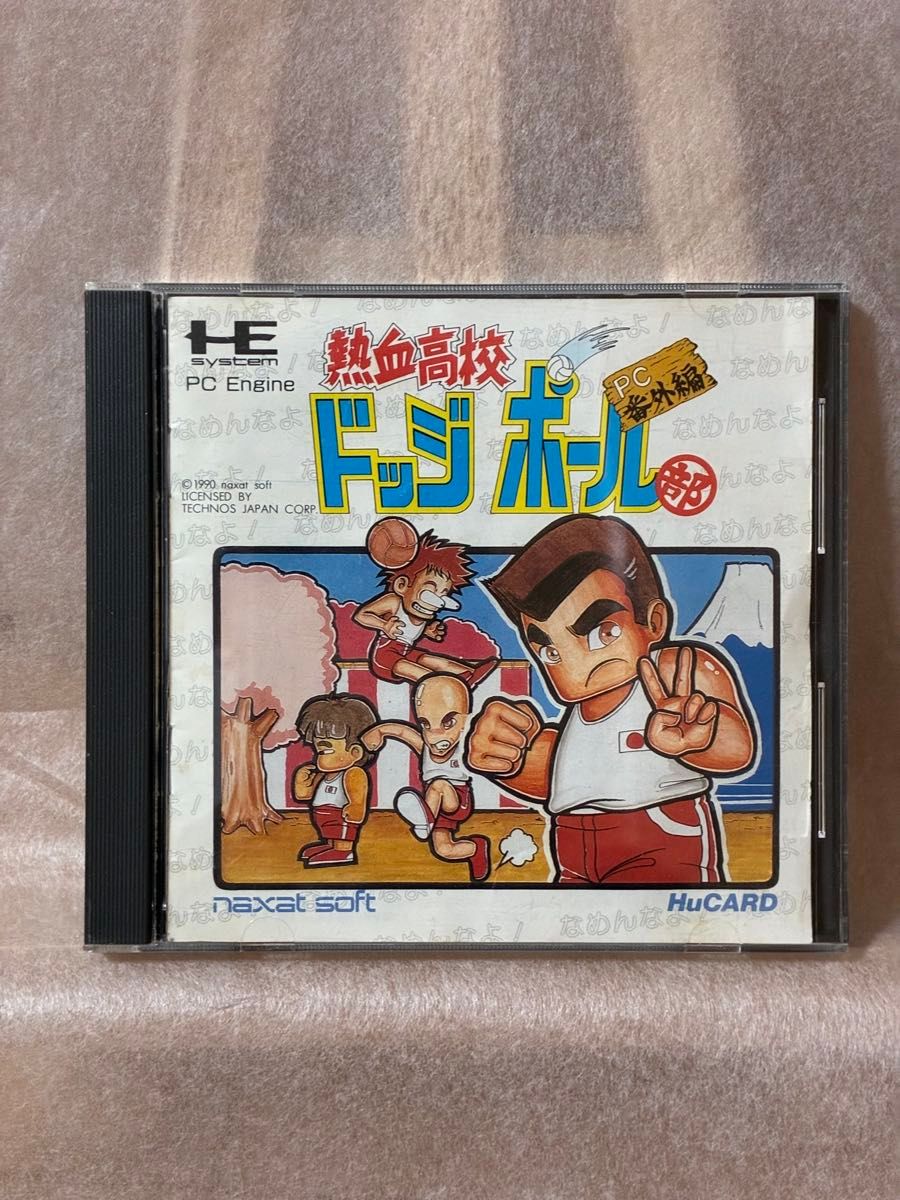 HE
system
PC Engine
熱血高校
ドッジボール部
PC
番外編
©1990 naxat soft
LICENSED BY
TECHNOS JAPAN CORP.
なめんなよ！
naxat soft
HuCARD